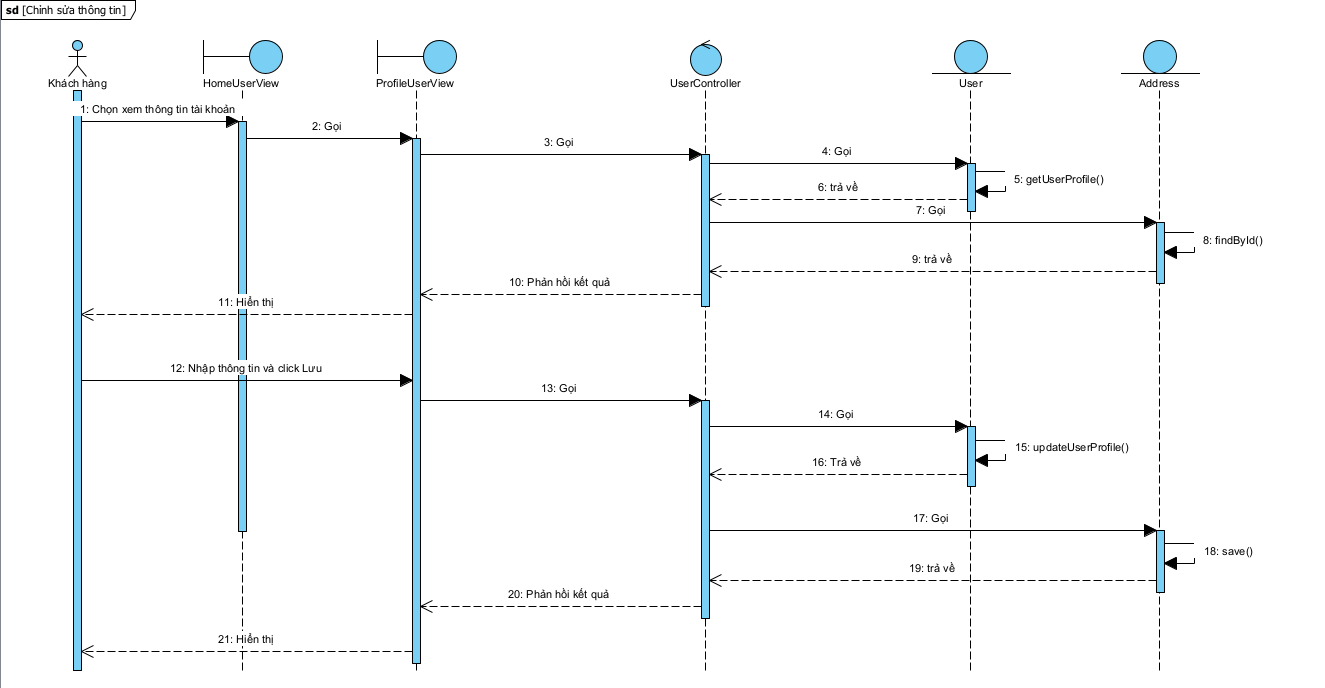 sd [Chỉnh sửa thông tin]
Khách hàng
HomeUserView
ProfileUserView
UserController
User
Address
1: Chọn xem thông tin tài khoản
2: Gọi
3: Gọi
4: Gọi
5: getUserProfile()
6: trả về
7: Gọi
8: findById()
9: trả về
10: Phản hồi kết quả
11: Hiển thị
12: Nhập thông tin và click Lưu
13: Gọi
14: Gọi
15: updateUserProfile()
16: Trả về
17: Gọi
18: save()
19: trả về
20: Phản hồi kết quả
21: Hiển thị